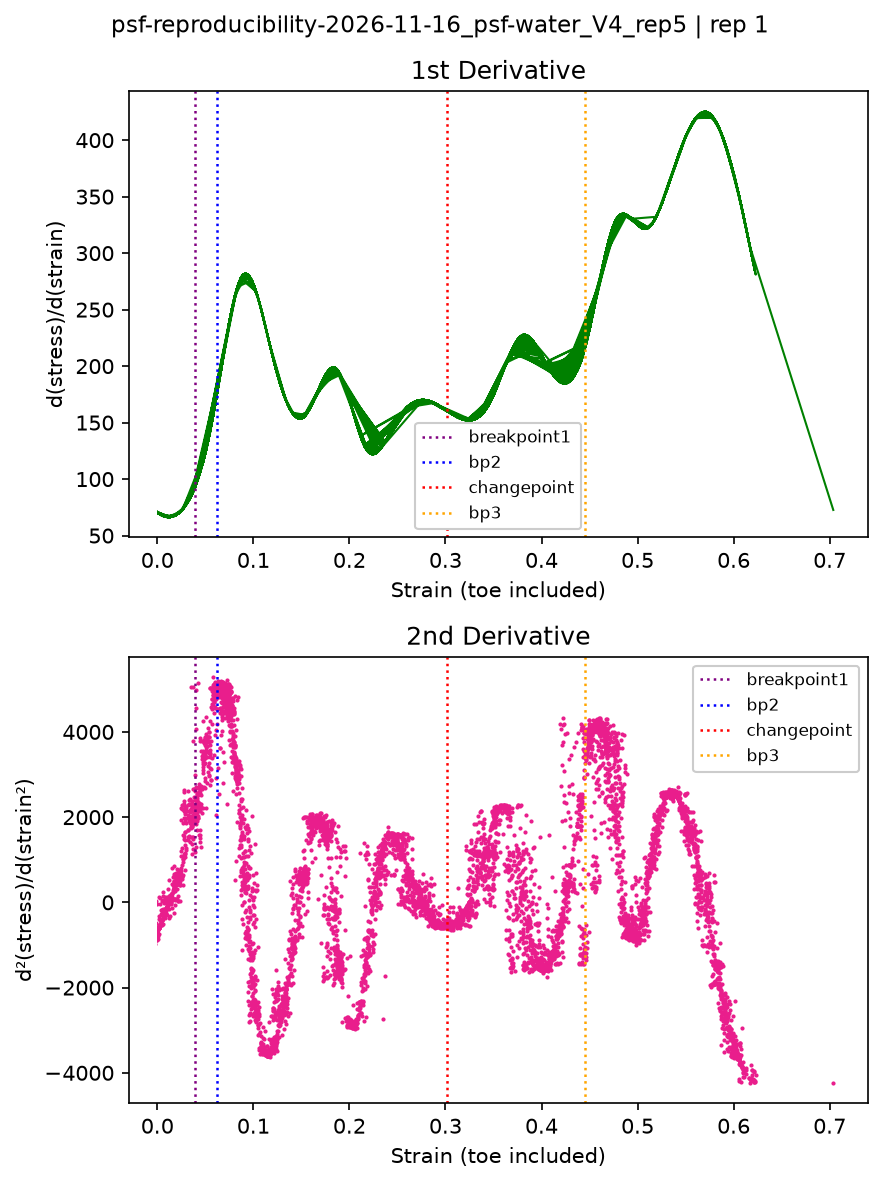 psf-reproducibility-2026-11-16_psf-water_V4_rep5 | rep 1
1st Derivative
d(stress)/d(strain)
400
350
300
250
200
150
100
50
breakpoint1
bp2
changepoint
bp3
0.0 0.1 0.2 0.3 0.4 0.5 0.6 0.7
Strain (toe included)
2nd Derivative
d²(stress)/d(strain²)
4000
2000
0
−2000
−4000
breakpoint1
bp2
changepoint
bp3
0.0 0.1 0.2 0.3 0.4 0.5 0.6 0.7
Strain (toe included)